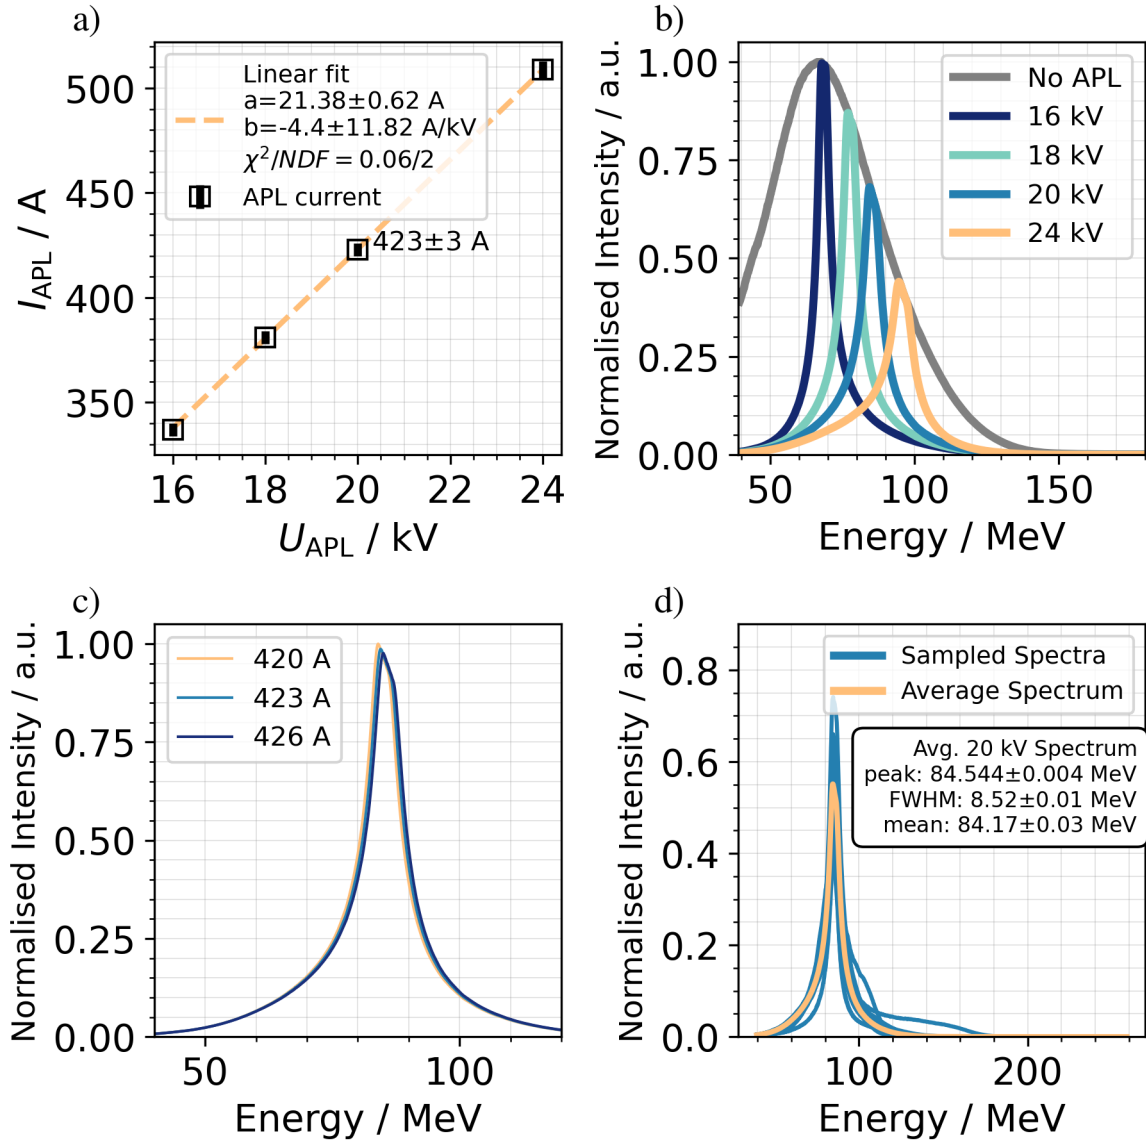 a)
Linear fit
a=21.38±0.62 A
b=-4.4±11.82 A/kV
χ²/NDF = 0.06/2
APL current
423±3 A
500
450
400
350
I_APL / A
16 18 20 22 24
U_APL / kV
b)
No APL
16 kV
18 kV
20 kV
24 kV
1.00
0.75
0.50
0.25
0.00
Normalised Intensity / a.u.
50 100 150
Energy / MeV
c)
420 A
423 A
426 A
1.00
0.75
0.50
0.25
0.00
Normalised Intensity / a.u.
50 100
Energy / MeV
d)
Sampled Spectra
Average Spectrum
Avg. 20 kV Spectrum
peak: 84.544±0.004 MeV
FWHM: 8.52±0.01 MeV
mean: 84.17±0.03 MeV
0.8
0.6
0.4
0.2
0.0
Normalised Intensity / a.u.
100 200
Energy / MeV